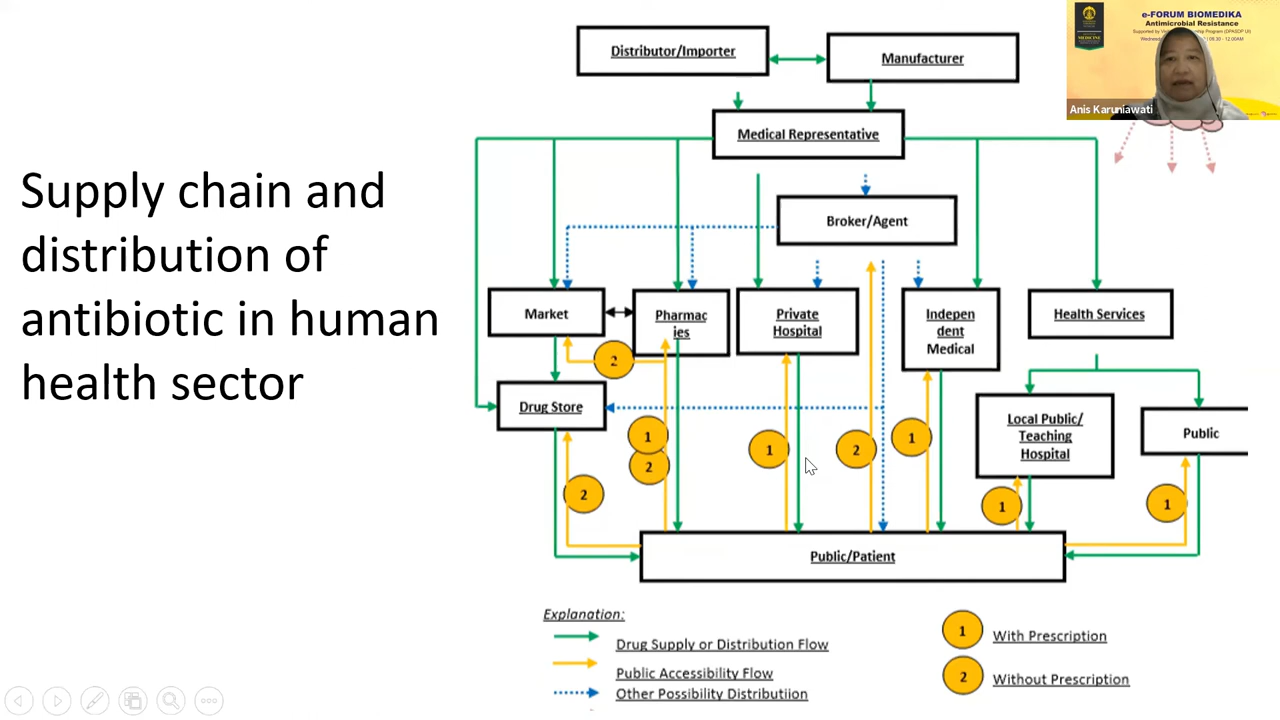 Supply chain and
distribution of
antibiotic in human
health sector
Distributor/Importer
Manufacturer
Medical Representative
Broker/Agent
Market
Pharmac
ies
Private
Hospital
Indepen
dent
Medical
Health Services
2
Drug Store
Local Public/
Teaching
Hospital
Public
1
2
1
2
1
2
1
1
Public/Patient
Explanation:
Drug Supply or Distribution Flow
Public Accessibility Flow
Other Possibility Distributiion
1 With Prescription
2 Without Prescription
e-FORUM BIOMEDIKA
Antimicrobial Resistance
Anis Karuniawati